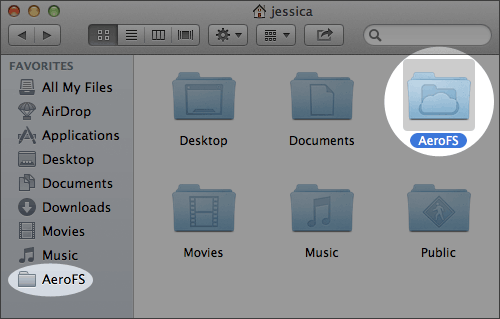 jessica
FAVORITES
All My Files
AirDrop
Applications
Desktop
Documents
Downloads
Movies
Music
AeroFS
Desktop
Documents
AeroFS
Movies
Music
Public